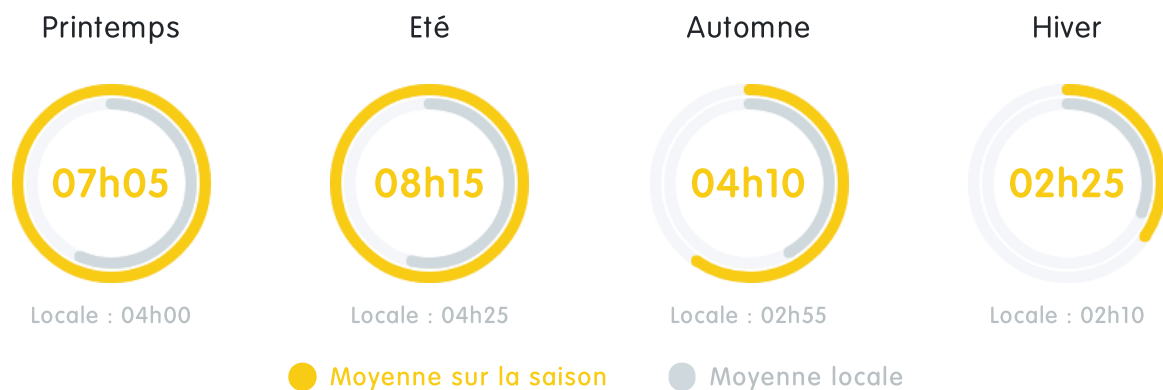 Printemps Eté Automne Hiver
07h05 08h15 04h10 02h25
Locale : 04h00 Locale : 04h25 Locale : 02h55 Locale : 02h10
Moyenne sur la saison Moyenne locale